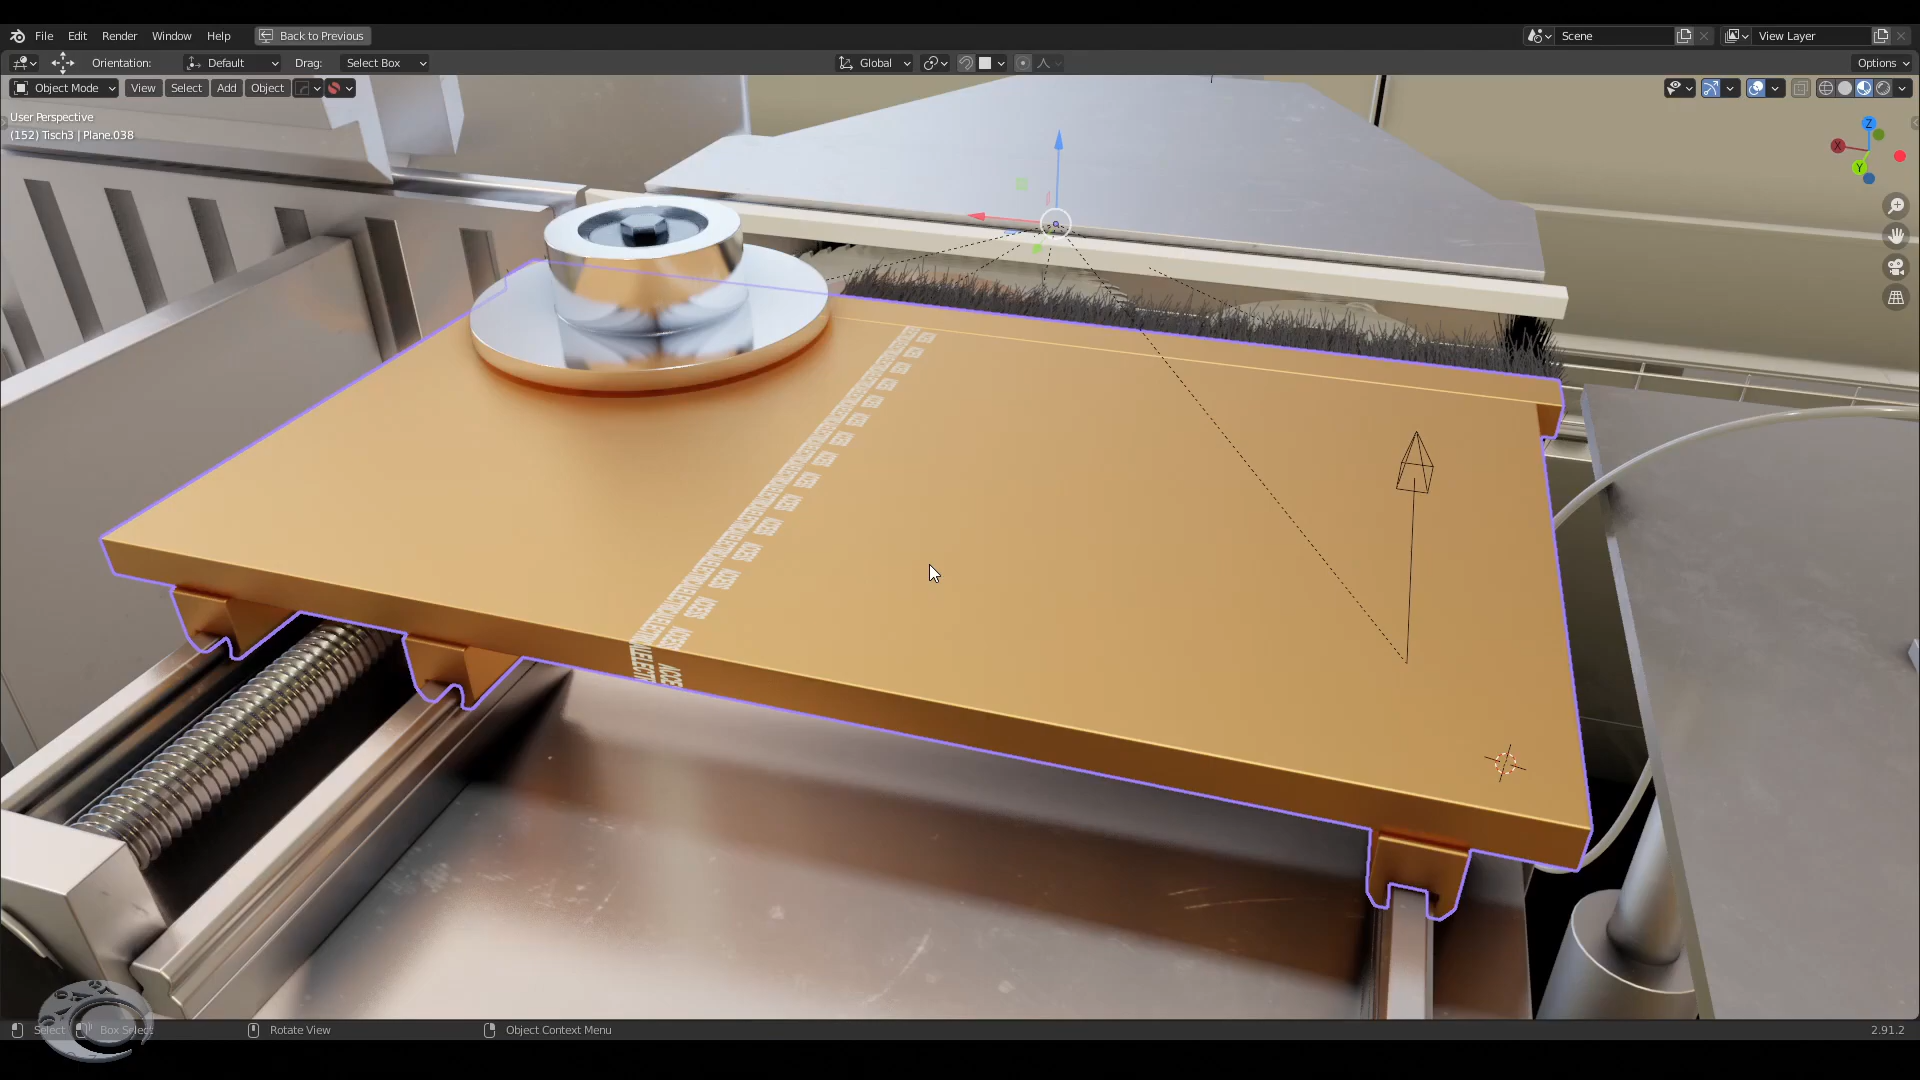 File Edit Render Window Help Back to Previous Scene View Layer
Orientation: Default Drag: Select Box Global Options
Object Mode View Select Add Object
User Perspective
(152) Tisch3 | Plane.038
Z
X
Y
ACCESS
Select Box Select Rotate View Object Context Menu 2.91.2